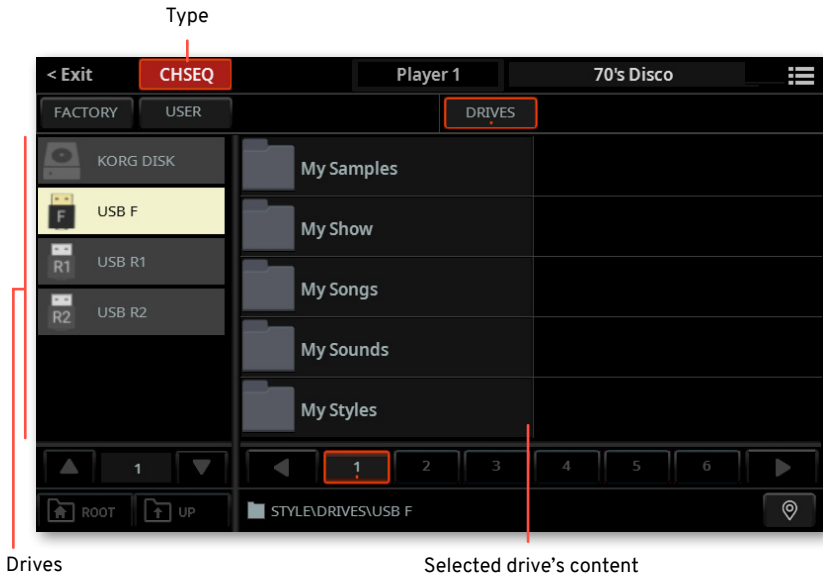 Type
< Exit CHSEQ Player 1 70's Disco
FACTORY USER DRIVES
KORG DISK
F USB F
R1 USB R1
R2 USB R2
My Samples
My Show
My Songs
My Sounds
My Styles
1 1 2 3 4 5 6
ROOT UP STYLE\DRIVES\USB F
Drives Selected drive's content